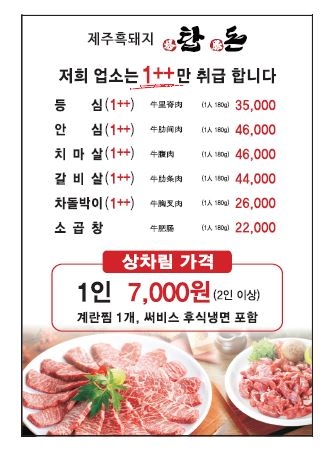 제주흑돼지 탑돈
저희 업소는 1++만 취급 합니다
등 심(1++) 牛里脊肉 (1人 180g) 35,000
안 심(1++) 牛肋间肉 (1人 180g) 46,000
치 마 살(1++) 牛腹肉 (1人 180g) 46,000
갈 비 살(1++) 牛肋条肉 (1人 180g) 44,000
차돌박이(1++) 牛胸叉肉 (1人 180g) 26,000
소 곱 창 牛肥肠 (1人 180g) 22,000
상차림 가격
1인 7,000원(2인 이상)
계란찜 1개, 써비스 후식냉면 포함